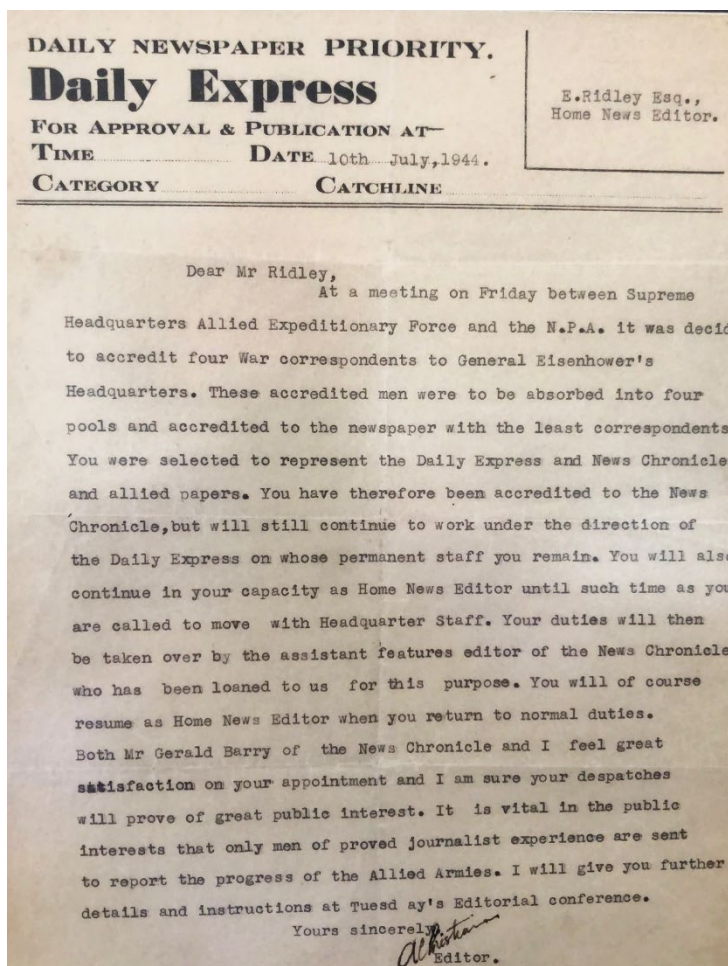 DAILY NEWSPAPER PRIORITY.
Daily Express
FOR APPROVAL & PUBLICATION AT—
TIME DATE 10th July,1944.
CATEGORY CATCHLINE
E.Ridley Esq.,
Home News Editor.
Dear Mr Ridley,
At a meeting on Friday between Supreme
Headquarters Allied Expeditionary Force and the N.P.A. it was decid
to accredit four War correspondents to General Eisenhower's
Headquarters. These accredited men were to be absorbed into four
pools and accredited to the newspaper with the least correspondents
You were selected to represent the Daily Express and News Chronicle
and allied papers. You have therefore been accredited to the News
Chronicle,but will still continue to work under the direction of
the Daily Express on whose permanent staff you remain. You will also
continue in your capacity as Home News Editor until such time as you
are called to move with Headquarter Staff. Your duties will then
be taken over by the assistant features editor of the News Chronicle
who has been loaned to us for this purpose. You will of course
resume as Home News Editor when you return to normal duties.
Both Mr Gerald Barry of the News Chronicle and I feel great
satisfaction on your appointment and I am sure your despatches
will prove of great public interest. It is vital in the public
interests that only men of proved journalist experience are sent
to report the progress of the Allied Armies. I will give you further
details and instructions at Tuesd ay's Editorial conference.
Yours sincerely,
Editor.